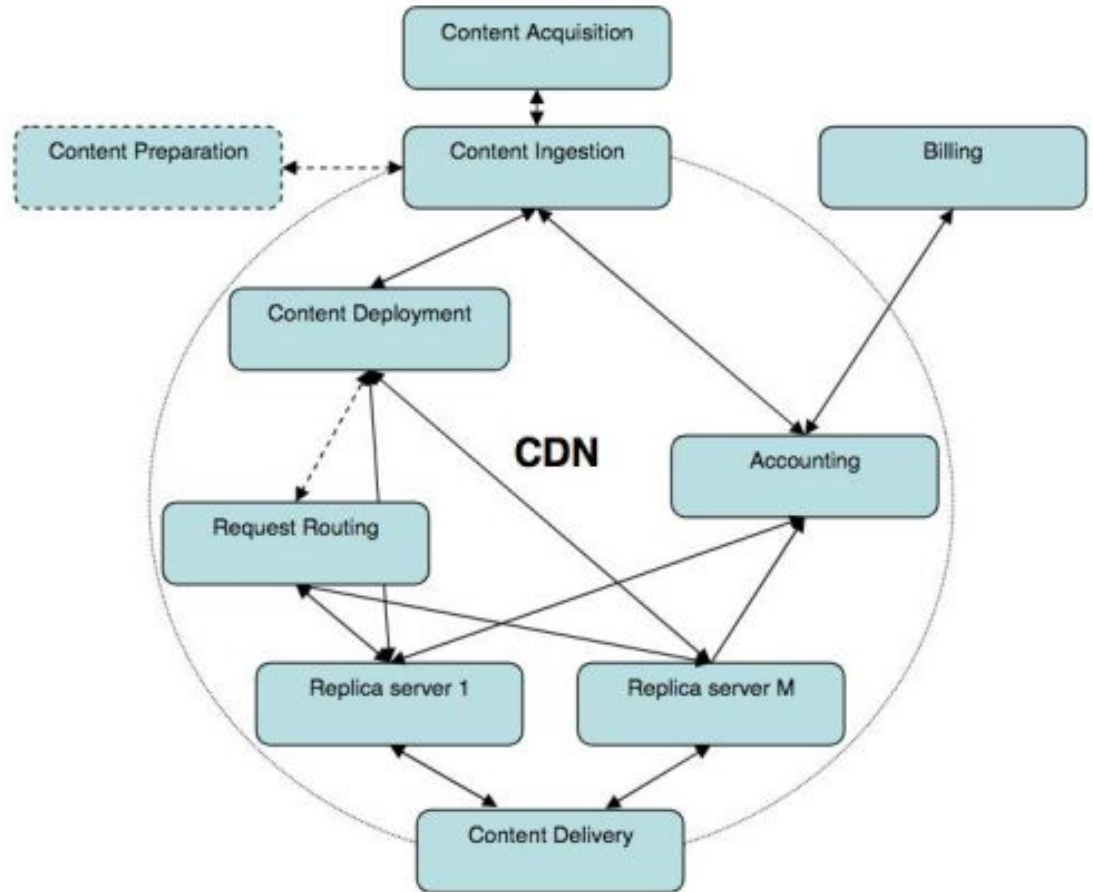 Content Acquisition
Content Preparation
Content Ingestion
Billing
Content Deployment
CDN
Accounting
Request Routing
Replica server 1
Replica server M
Content Delivery